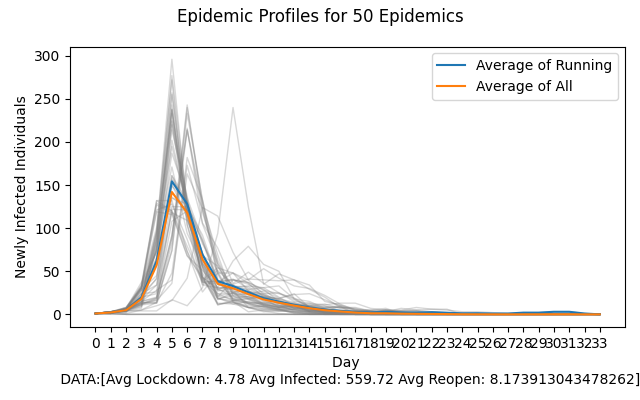 Epidemic Profiles for 50 Epidemics
Average of Running
Average of All
Newly Infected Individuals
300
250
200
150
100
50
0
0 1 2 3 4 5 6 7 8 9 10 11 12 13 14 15 16 17 18 19 20 21 22 23 24 25 26 27 28 29 30 31 32 33
Day
DATA:[Avg Lockdown: 4.78 Avg Infected: 559.72 Avg Reopen: 8.173913043478262]